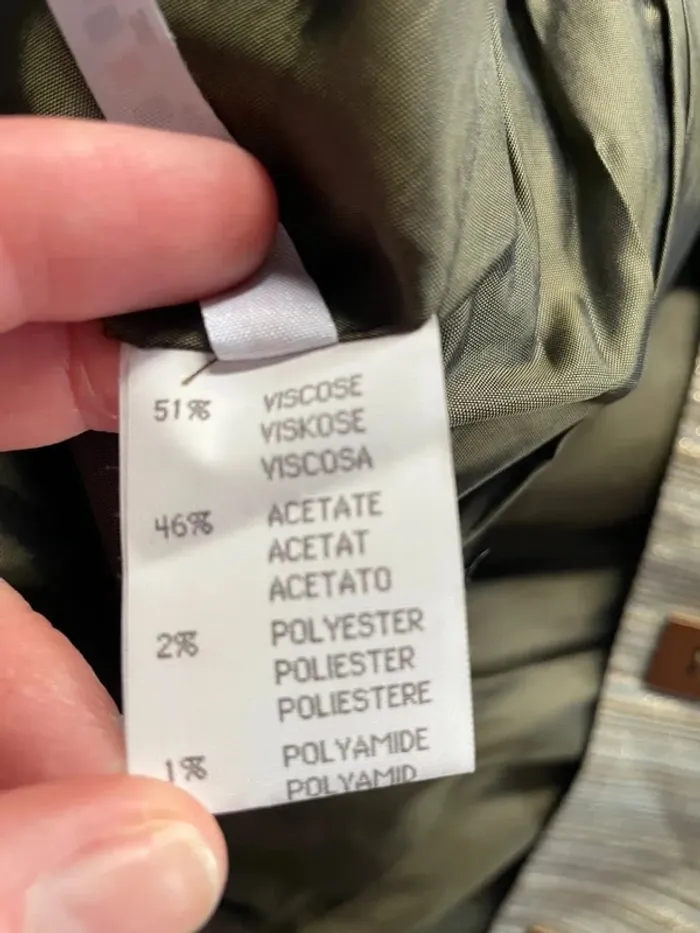 51% VISCOSE
VISKOSE
VISCOSA
46% ACETATE
ACETAT
ACETATO
2% POLYESTER
POLIESTER
POLIESTERE
1% POLYAMIDE
POLYAMID